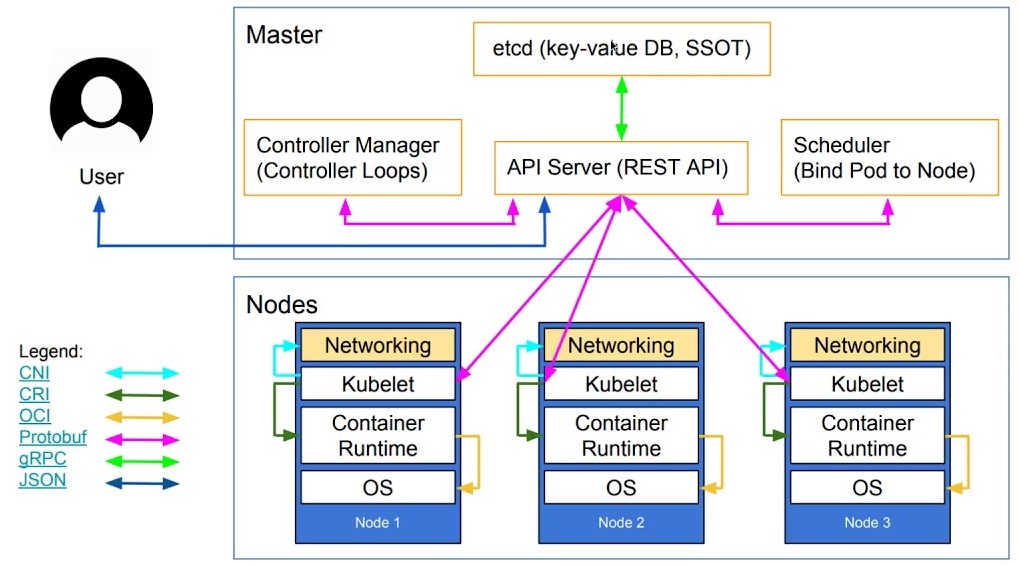 Master
etcd (key-value DB, SSOT)
Controller Manager
(Controller Loops)
API Server (REST API)
Scheduler
(Bind Pod to Node)
User
Nodes
Networking
Kubelet
Container
Runtime
OS
Node 1
Networking
Kubelet
Container
Runtime
OS
Node 2
Networking
Kubelet
Container
Runtime
OS
Node 3
Legend:
CNI
CRI
OCI
Protobuf
gRPC
JSON